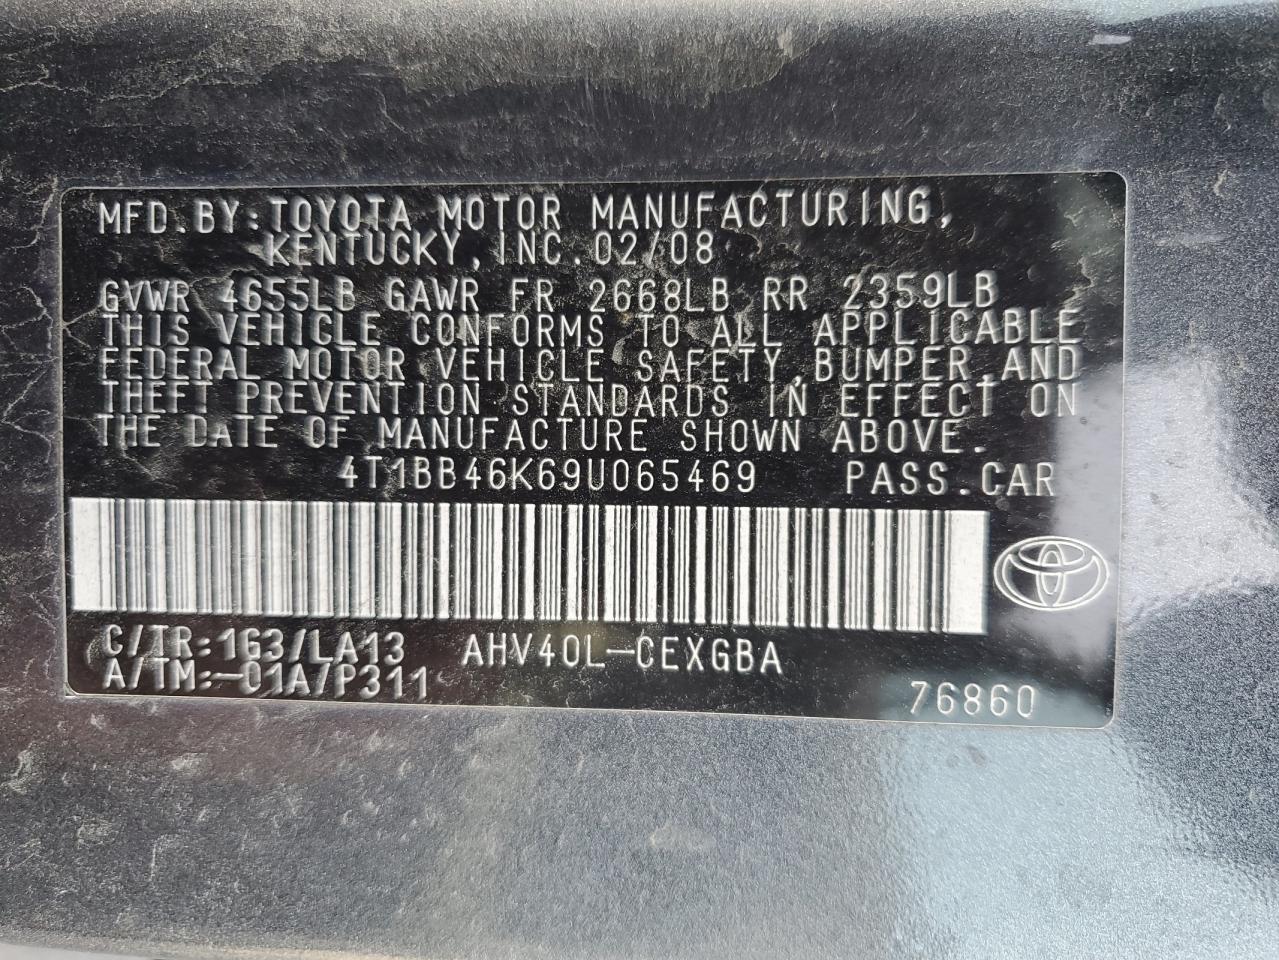 MFD.BY:TOYOTA MOTOR MANUFACTURING,
KENTUCKY,INC.02/08
GVWR 4655LB GAWR FR 2668LB RR 2359LB
THIS VEHICLE CONFORMS TO ALL APPLICABLE
FEDERAL MOTOR VEHICLE SAFETY,BUMPER,AND
THEFT PREVENTION STANDARDS IN EFFECT ON
THE DATE OF MANUFACTURE SHOWN ABOVE.
4T1BB46K69U065469 PASS.CAR
C/TR:163/LA13 AHV40L-CEXGBA
A/TM:-01A/P311
76860